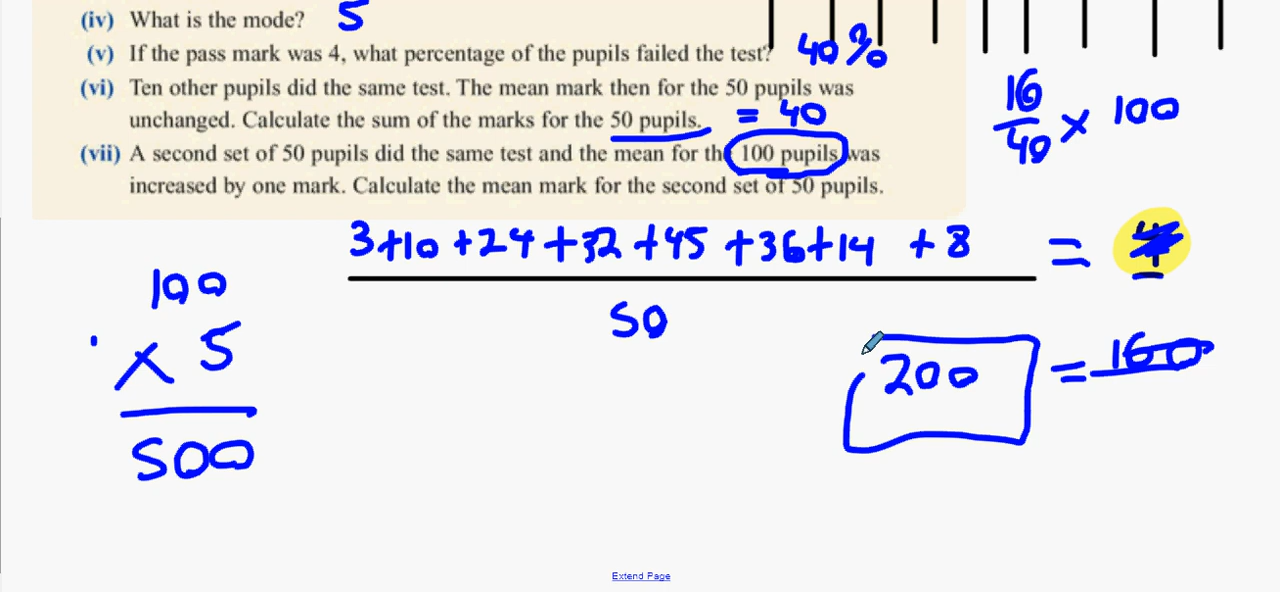 (iv) What is the mode? 5
(v) If the pass mark was 4, what percentage of the pupils failed the test? 40%
(vi) Ten other pupils did the same test. The mean mark then for the 50 pupils was
unchanged. Calculate the sum of the marks for the 50 pupils. = 40
(vii) A second set of 50 pupils did the same test and the mean for the 100 pupils was
increased by one mark. Calculate the mean mark for the second set of 50 pupils.
16
40 × 100
3+10+24+32+45+36+14 +8 = 4
50
100
× 5
500
200 = 160
Extend Page